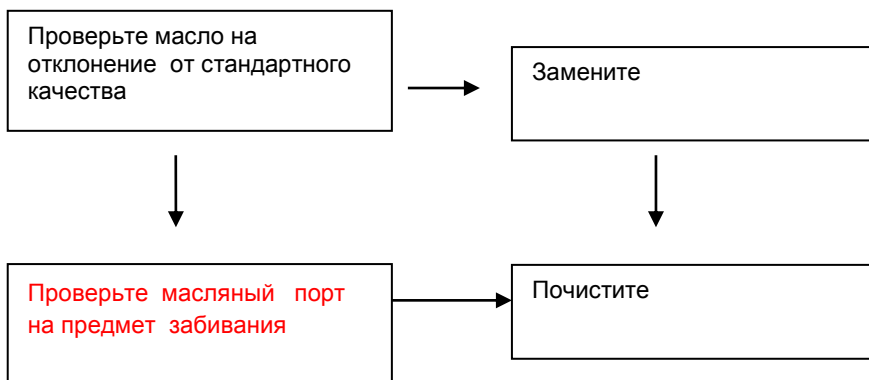 Проверьте масло на
отклонение от стандартного
качества
Замените
Проверьте масляный порт
на предмет забивания
Почистите